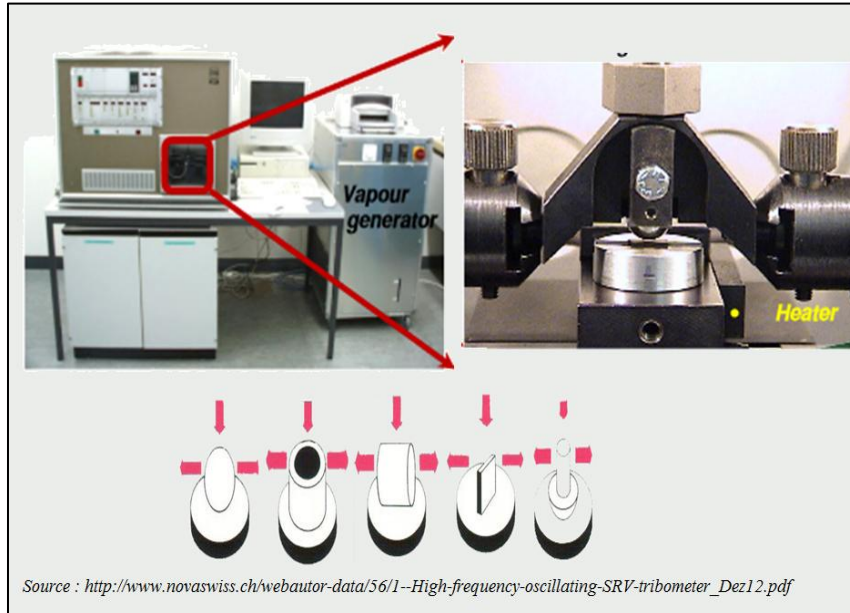 Vapour
generator
Heater
Source : http://www.novaswiss.ch/webautor-data/56/1--High-frequency-oscillating-SRV-tribometer_Dez12.pdf